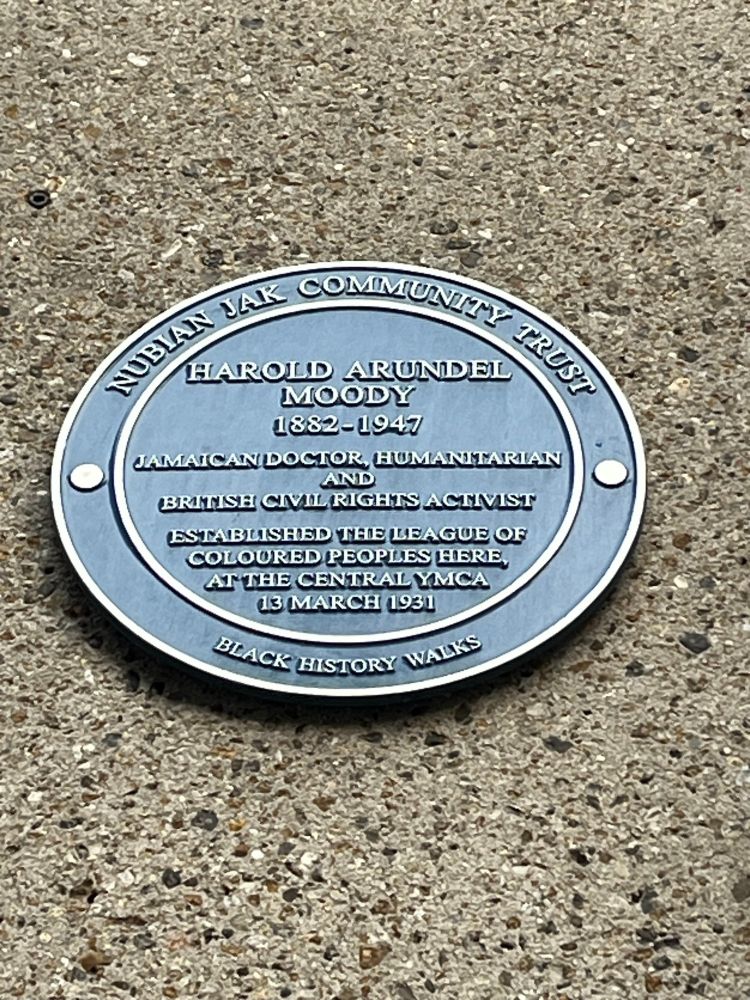 NUBIAN JAK COMMUNITY TRUST
HAROLD ARUNDEL
MOODY
1882-1947
JAMAICAN DOCTOR, HUMANITARIAN
AND
BRITISH CIVIL RIGHTS ACTIVIST
ESTABLISHED THE LEAGUE OF
COLOURED PEOPLES HERE,
AT THE CENTRAL YMCA
13 MARCH 1931
BLACK HISTORY WALKS